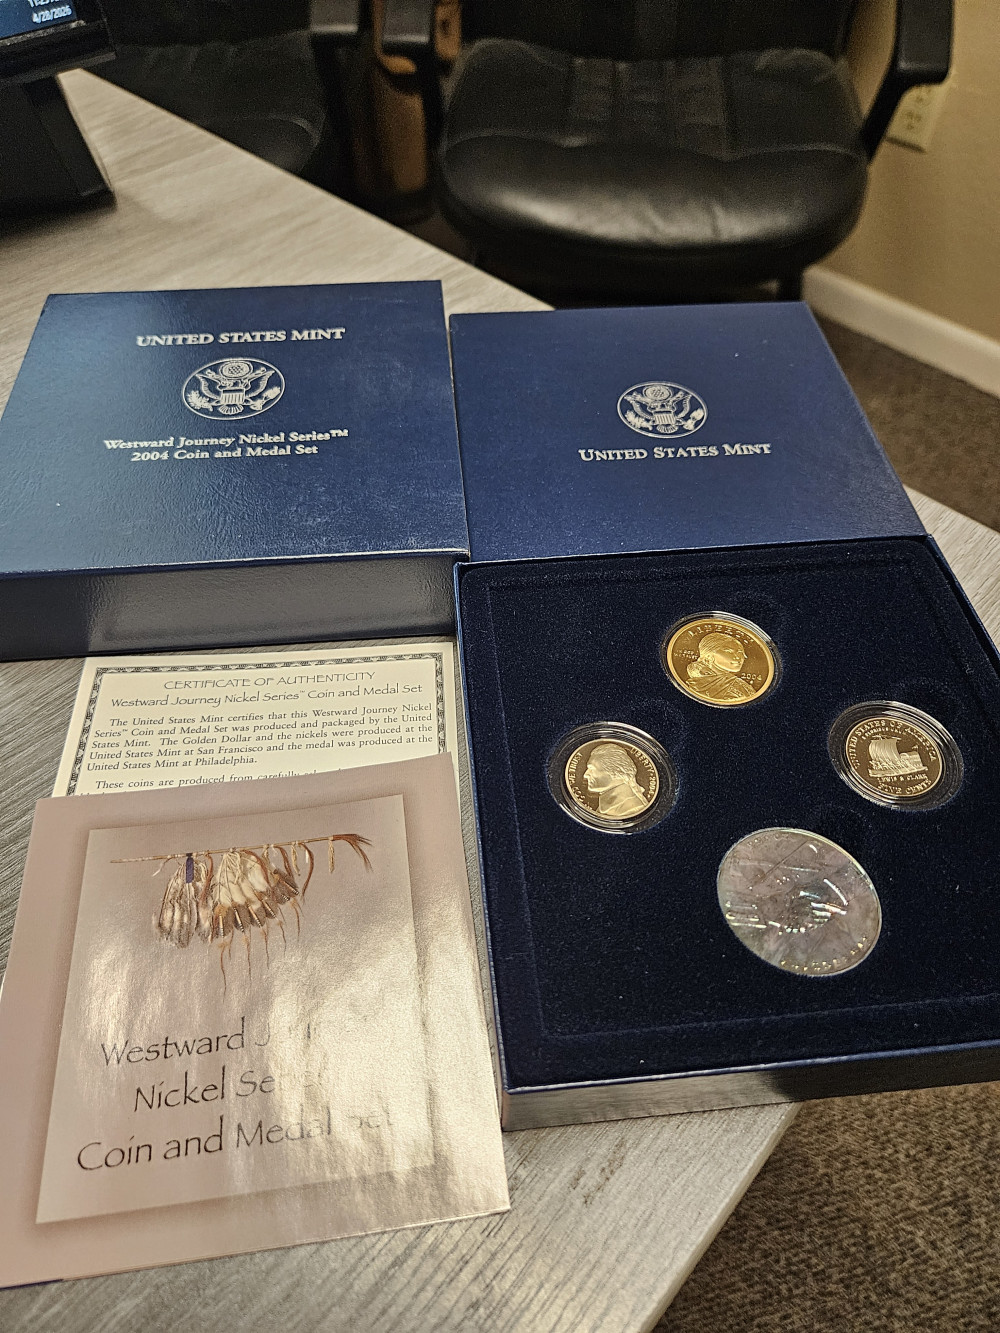 4/28/2026
UNITED STATES MINT
Westward Journey Nickel Series™
2004 Coin and Medal Set
UNITED STATES MINT
CERTIFICATE OF AUTHENTICITY
Westward Journey Nickel Series™ Coin and Medal Set
The United States Mint certifies that this Westward Journey Nickel
Series™ Coin and Medal Set was produced and packaged by the United
States Mint. The Golden Dollar and the nickels were produced at the
United States Mint at San Francisco and the medal was produced at the
United States Mint at Philadelphia.
These coins are produced from carefully
LIBERTY
2004
S
LIBERTY
UNITED STATES OF AMERICA
LEWIS & CLARK
FIVE CENTS
Westward
Nickel
Coin and Medal Set